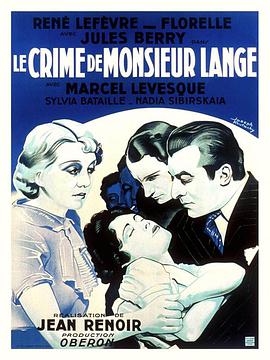 RENÉ LEFÈVRE — FLORELLE
AVEC
JULES BERRY DANS
LE CRIME DE MONSIEUR LANGE
AVEC
MARCEL LEVESQUE
SYLVIA BATAILLE - NADIA SIBIRSKAIA
RÉALISATION DE
JEAN RENOIR
PRODUCTION
OBERON